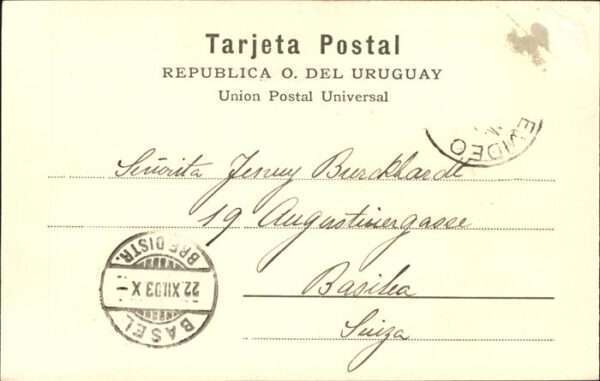 Tarjeta Postal
REPUBLICA O. DEL URUGUAY
Union Postal Universal
EVIDEO
Señorita Jenny Burckhardt
19 Augustinergasse
Basilea
Suiza
BASEL
22.XII.03.X-
BRF. DISTR.